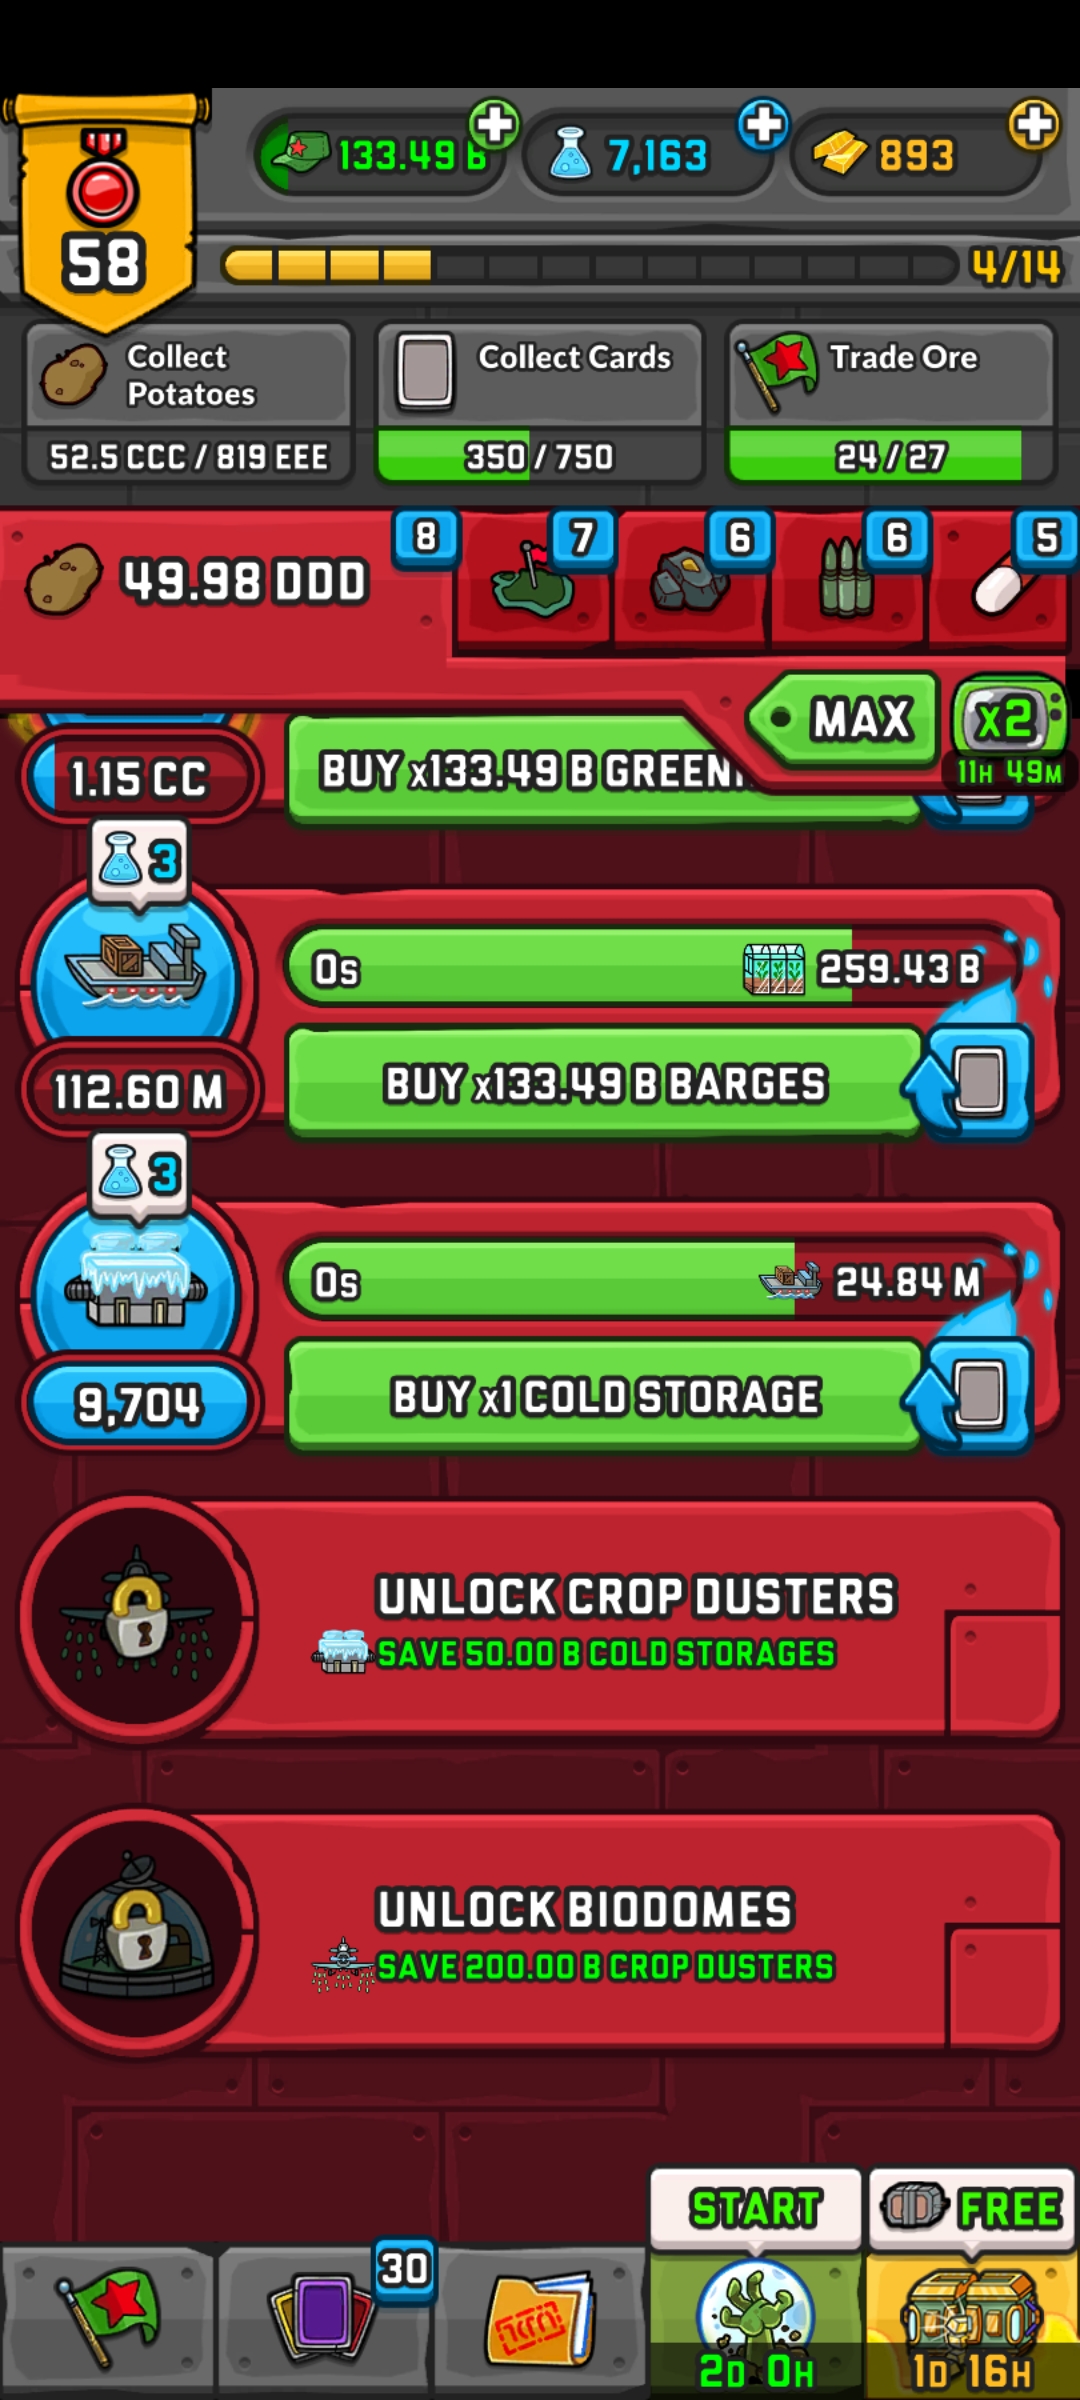 133.49 B
7,163
893
58
4/14
Collect Potatoes
52.5 CCC / 819 EEE
Collect Cards
350 / 750
Trade Ore
24 / 27
49.98 DDD
8
7
6
6
5
MAX
x2
11H 49M
1.15 CC
BUY x133.49 B GREEN
3
0s
259.43 B
112.60 M
BUY x133.49 B BARGES
3
0s
24.84 M
9,704
BUY x1 COLD STORAGE
UNLOCK CROP DUSTERS
SAVE 50.00 B COLD STORAGES
UNLOCK BIODOMES
SAVE 200.00 B CROP DUSTERS
START
FREE
30
2D 0H
1D 16H